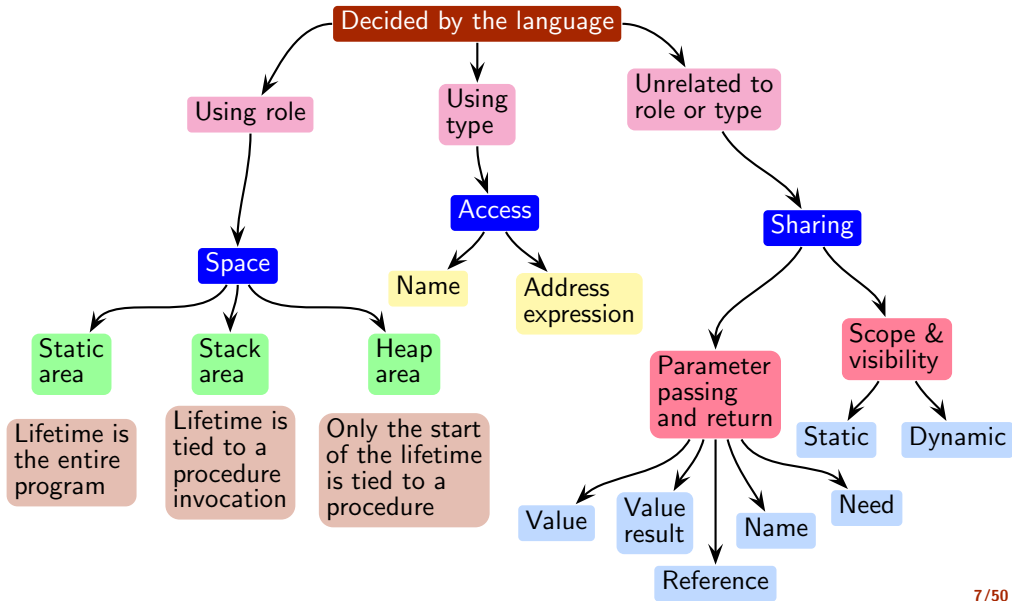 Decided by the language
Using role
Using
type
Unrelated to
role or type
Access
Sharing
Space
Name
Address
expression
Static
area
Stack
area
Heap
area
Scope &
visibility
Parameter
passing
and return
Lifetime is
the entire
program
Lifetime is
tied to a
procedure
invocation
Only the start
of the lifetime
is tied to a
procedure
Static
Dynamic
Value
Value
result
Name
Need
Reference
7/50